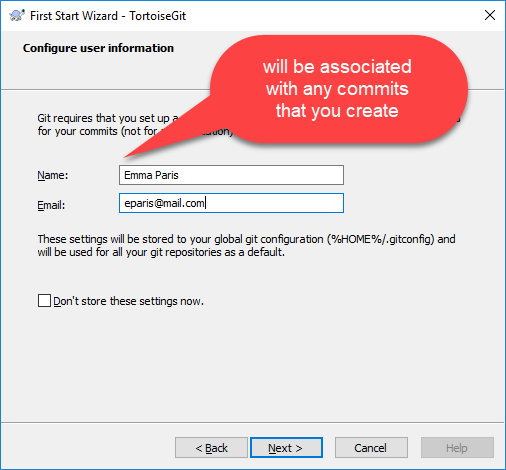 First Start Wizard - TortoiseGit
Configure user information
will be associated
with any commits
that you create
Git requires that you set up a
for your commits (not for a
Name:
Emma Paris
Email:
eparis@mail.com
These settings will be stored to your global git configuration (%HOME%/.gitconfig) and
will be used for all your git repositories as a default.
Don't store these settings now.
< Back
Next >
Cancel
Help